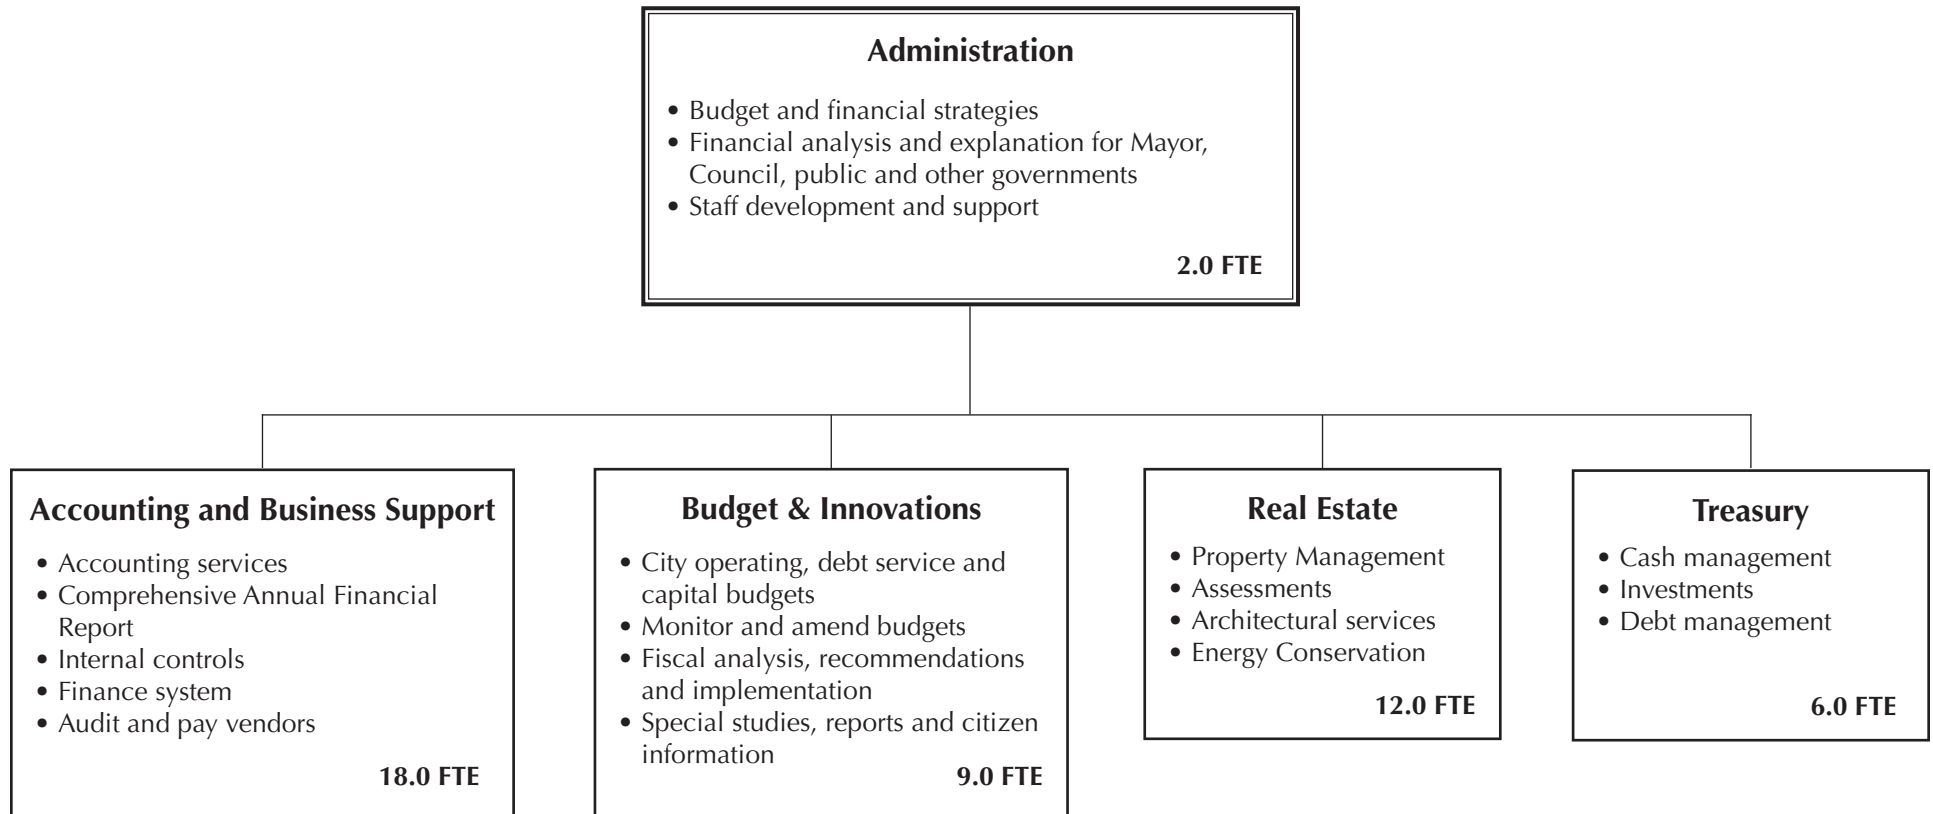 Administration
• Budget and financial strategies
• Financial analysis and explanation for Mayor,
Council, public and other governments
• Staff development and support
2.0 FTE
Accounting and Business Support
• Accounting services
• Comprehensive Annual Financial
Report
• Internal controls
• Finance system
• Audit and pay vendors
18.0 FTE
Budget & Innovations
• City operating, debt service and
capital budgets
• Monitor and amend budgets
• Fiscal analysis, recommendations
and implementation
• Special studies, reports and citizen
information
9.0 FTE
Real Estate
• Property Management
• Assessments
• Architectural services
• Energy Conservation
12.0 FTE
Treasury
• Cash management
• Investments
• Debt management
6.0 FTE